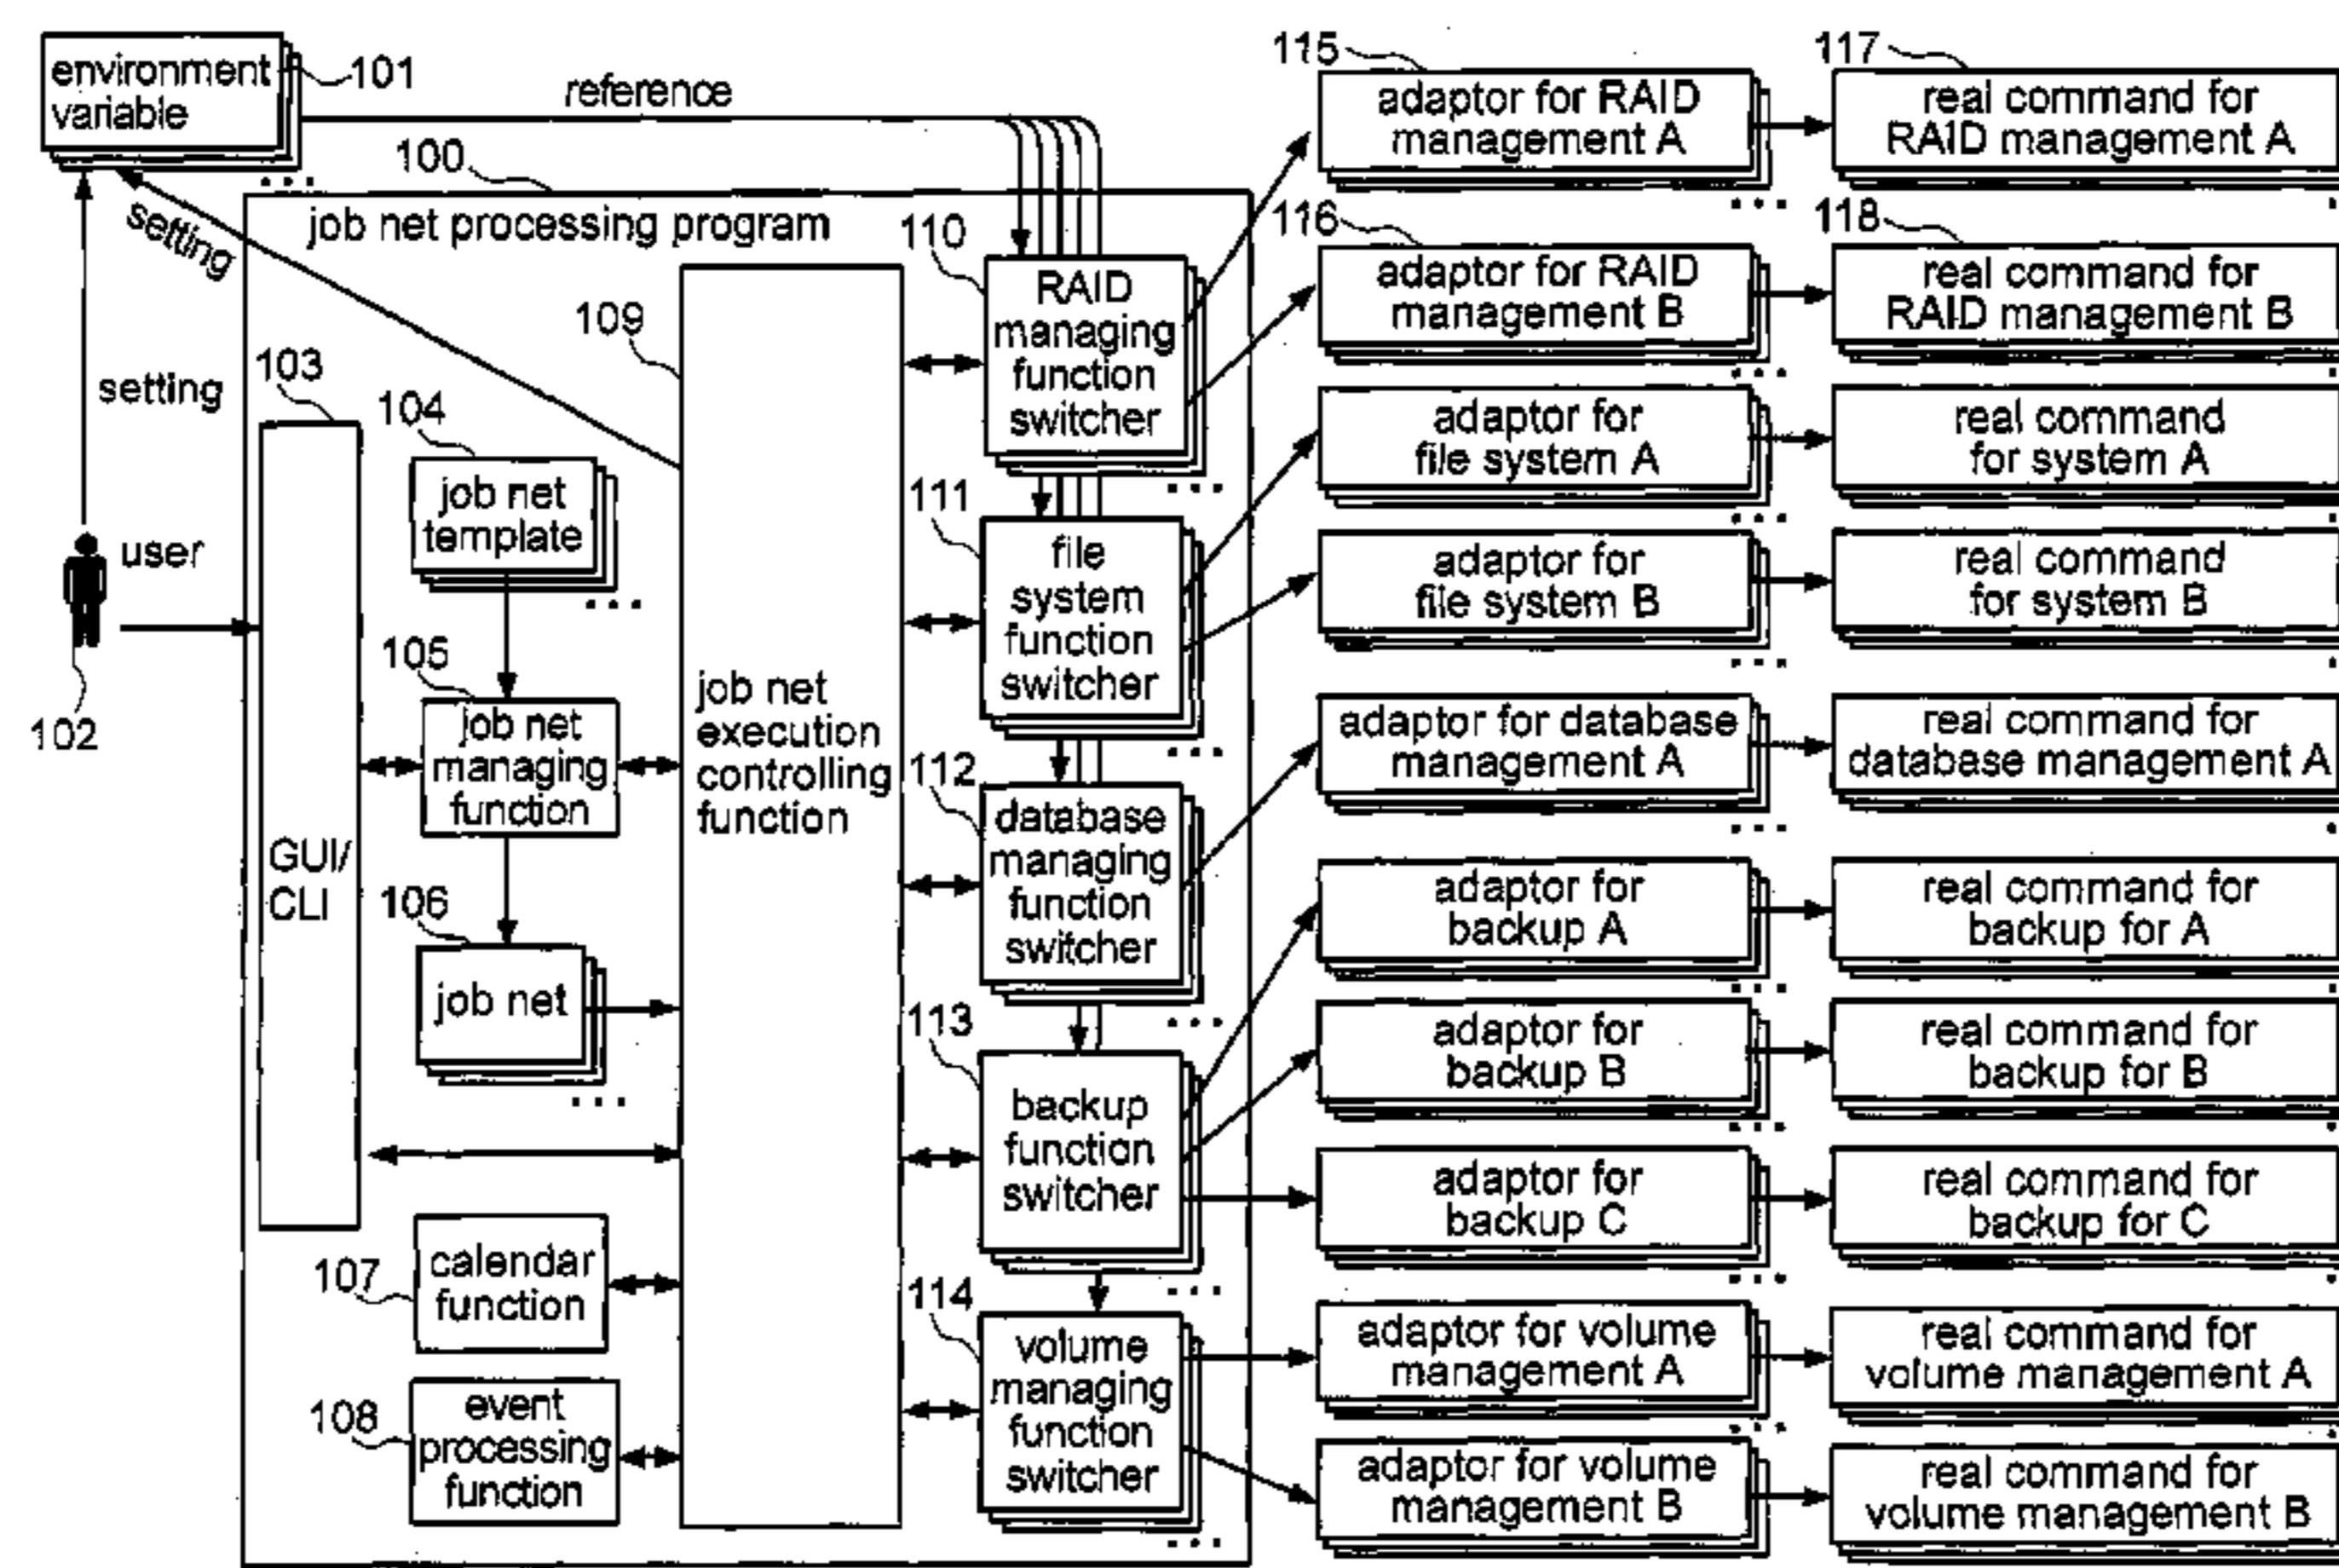 environment
variable
101
reference
100
setting
job net processing program
setting
user
102
103
GUI/
CLI
104
job net
template
105
job net
managing
function
106
job net
107
calendar
function
108
event
processing
function
109
job net
execution
controlling
function
110
RAID
managing
function
switcher
111
file
system
function
switcher
112
database
managing
function
switcher
113
backup
function
switcher
114
volume
managing
function
switcher
115
adaptor for RAID
management A
116
adaptor for RAID
management B
adaptor for
file system A
adaptor for
file system B
adaptor for database
management A
adaptor for
backup A
adaptor for
backup B
adaptor for
backup C
adaptor for volume
management A
adaptor for volume
management B
117
real command for
RAID management A
118
real command for
RAID management B
real command
for system A
real command
for system B
real command for
database management A
real command for
backup for A
real command for
backup for B
real command for
backup for C
real command for
volume management A
real command for
volume management B